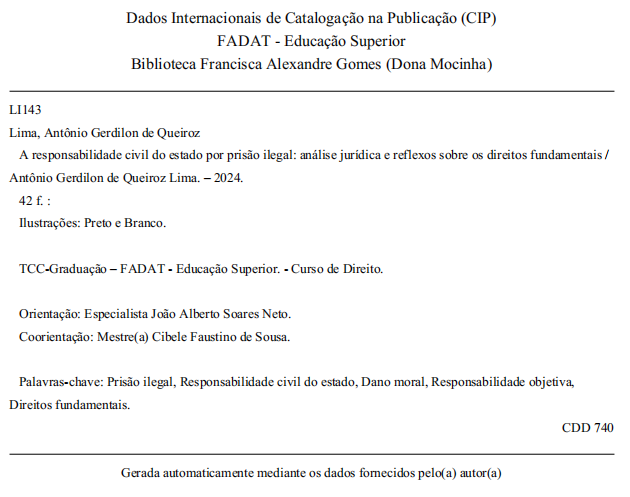 Dados Internacionais de Catalogação na Publicação (CIP)
FADAT - Educação Superior
Biblioteca Francisca Alexandre Gomes (Dona Mocinha)
LI143
Lima, Antônio Gerdilon de Queiroz
A responsabilidade civil do estado por prisão ilegal: análise jurídica e reflexos sobre os direitos fundamentais /
Antônio Gerdilon de Queiroz Lima. – 2024.
42 f. :
Ilustrações: Preto e Branco.
TCC-Graduação – FADAT - Educação Superior. - Curso de Direito.
Orientação: Especialista João Alberto Soares Neto.
Coorientação: Mestre(a) Cibele Faustino de Sousa.
Palavras-chave: Prisão ilegal, Responsabilidade civil do estado, Dano moral, Responsabilidade objetiva,
Direitos fundamentais.
CDD 740
Gerada automaticamente mediante os dados fornecidos pelo(a) autor(a)